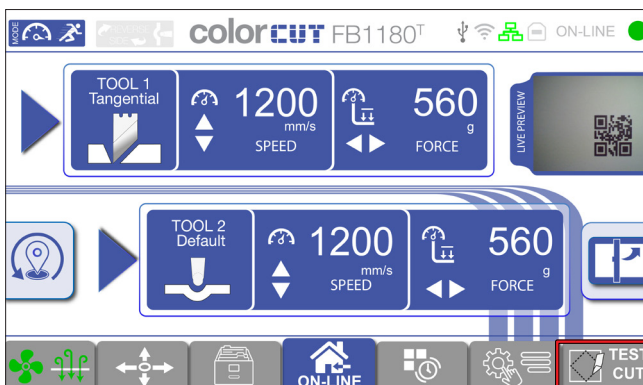 MODE
colorCUT FB1180T
ON-LINE
TOOL 1
Tangential
1200
mm/s
SPEED
560
g
FORCE
LIVE PREVIEW
TOOL 2
Default
1200
mm/s
SPEED
560
g
FORCE
ON-LINE
TEST
CUT